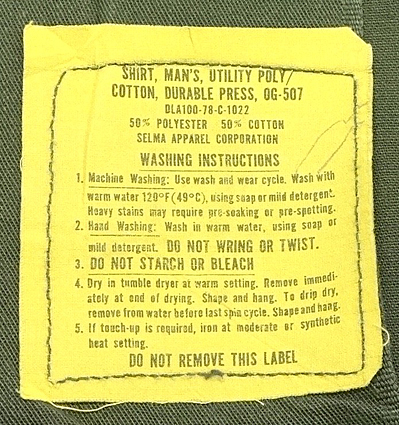 SHIRT, MAN'S, UTILITY POLY/
COTTON, DURABLE PRESS, OG-507
DLA100-78-C-1022
50% POLYESTER 50% COTTON
SELMA APPAREL CORPORATION
WASHING INSTRUCTIONS
1. Machine Washing: Use wash and wear cycle. Wash with
warm water 120°F(49°C), using soap or mild detergent.
Heavy stains may require pre-soaking or pre-spotting.
2. Hand Washing: Wash in warm water, using soap or
mild detergent. DO NOT WRING OR TWIST.
3. DO NOT STARCH OR BLEACH
4. Dry in tumble dryer at warm setting. Remove immedi-
ately at end of drying. Shape and hang. To drip dry,
remove from water before last spin cycle. Shape and hang.
5. If touch-up is required, iron at moderate or synthetic
heat setting.
DO NOT REMOVE THIS LABEL